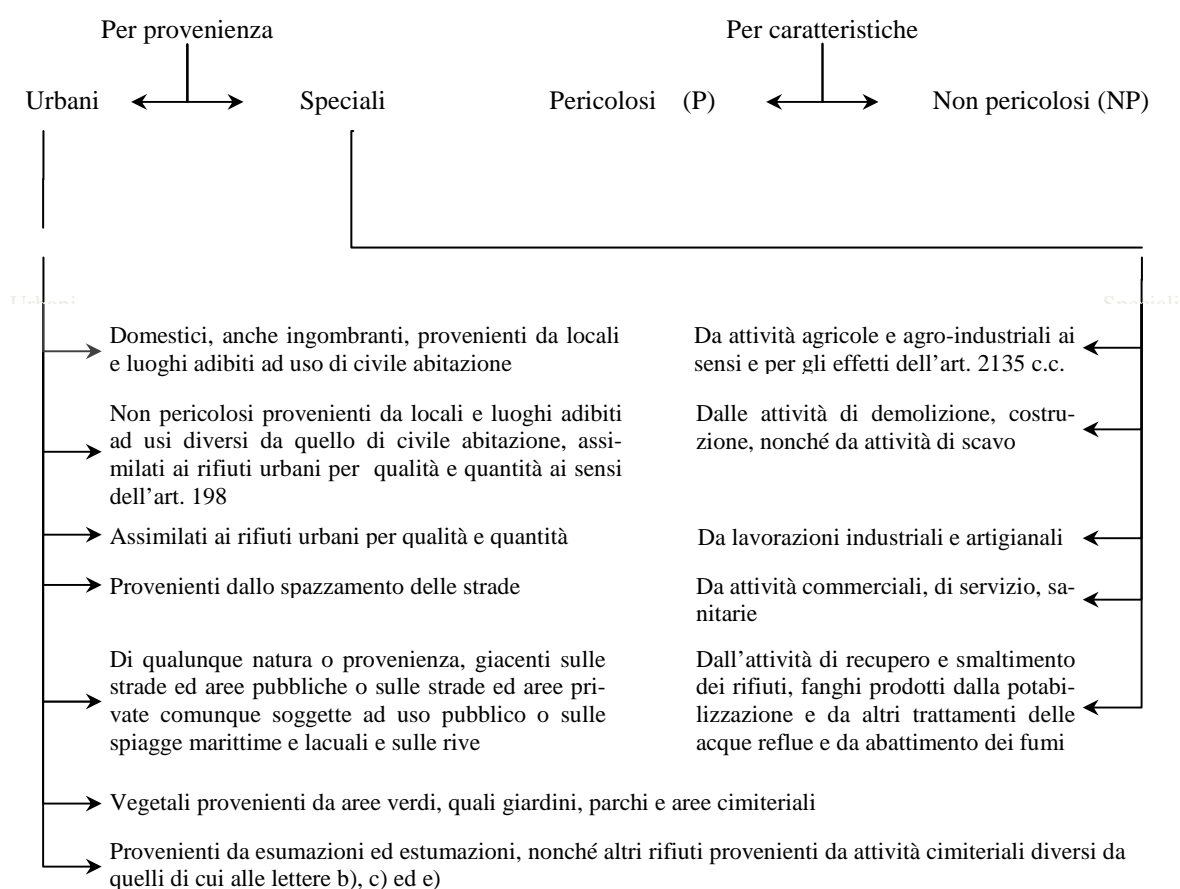 Per provenienza
Per caratteristiche
Urbani
Speciali
Pericolosi (P)
Non pericolosi (NP)
Urbani
Speciali
Domestici, anche ingombranti, provenienti da locali
e luoghi adibiti ad uso di civile abitazione
Non pericolosi provenienti da locali e luoghi adibiti
ad usi diversi da quello di civile abitazione, assi-
milati ai rifiuti urbani per qualità e quantità ai sensi
dell'art. 198
Assimilati ai rifiuti urbani per qualità e quantità
Provenienti dallo spazzamento delle strade
Di qualunque natura o provenienza, giacenti sulle
strade ed aree pubbliche o sulle strade ed aree pri-
vate comunque soggette ad uso pubblico o sulle
spiagge marittime e lacuali e sulle rive
Vegetali provenienti da aree verdi, quali giardini, parchi e aree cimiteriali
Provenienti da esumazioni ed estumazioni, nonché altri rifiuti provenienti da attività cimiteriali diversi da
quelli di cui alle lettere b), c) ed e)
Da attività agricole e agro-industriali ai
sensi e per gli effetti dell'art. 2135 c.c.
Dalle attività di demolizione, costru-
zione, nonché da attività di scavo
Da lavorazioni industriali e artigianali
Da attività commerciali, di servizio, sa-
nitarie
Dall'attività di recupero e smaltimento
dei rifiuti, fanghi prodotti dalla potabi-
lizzazione e da altri trattamenti delle
acque reflue e da abattimento dei fumi